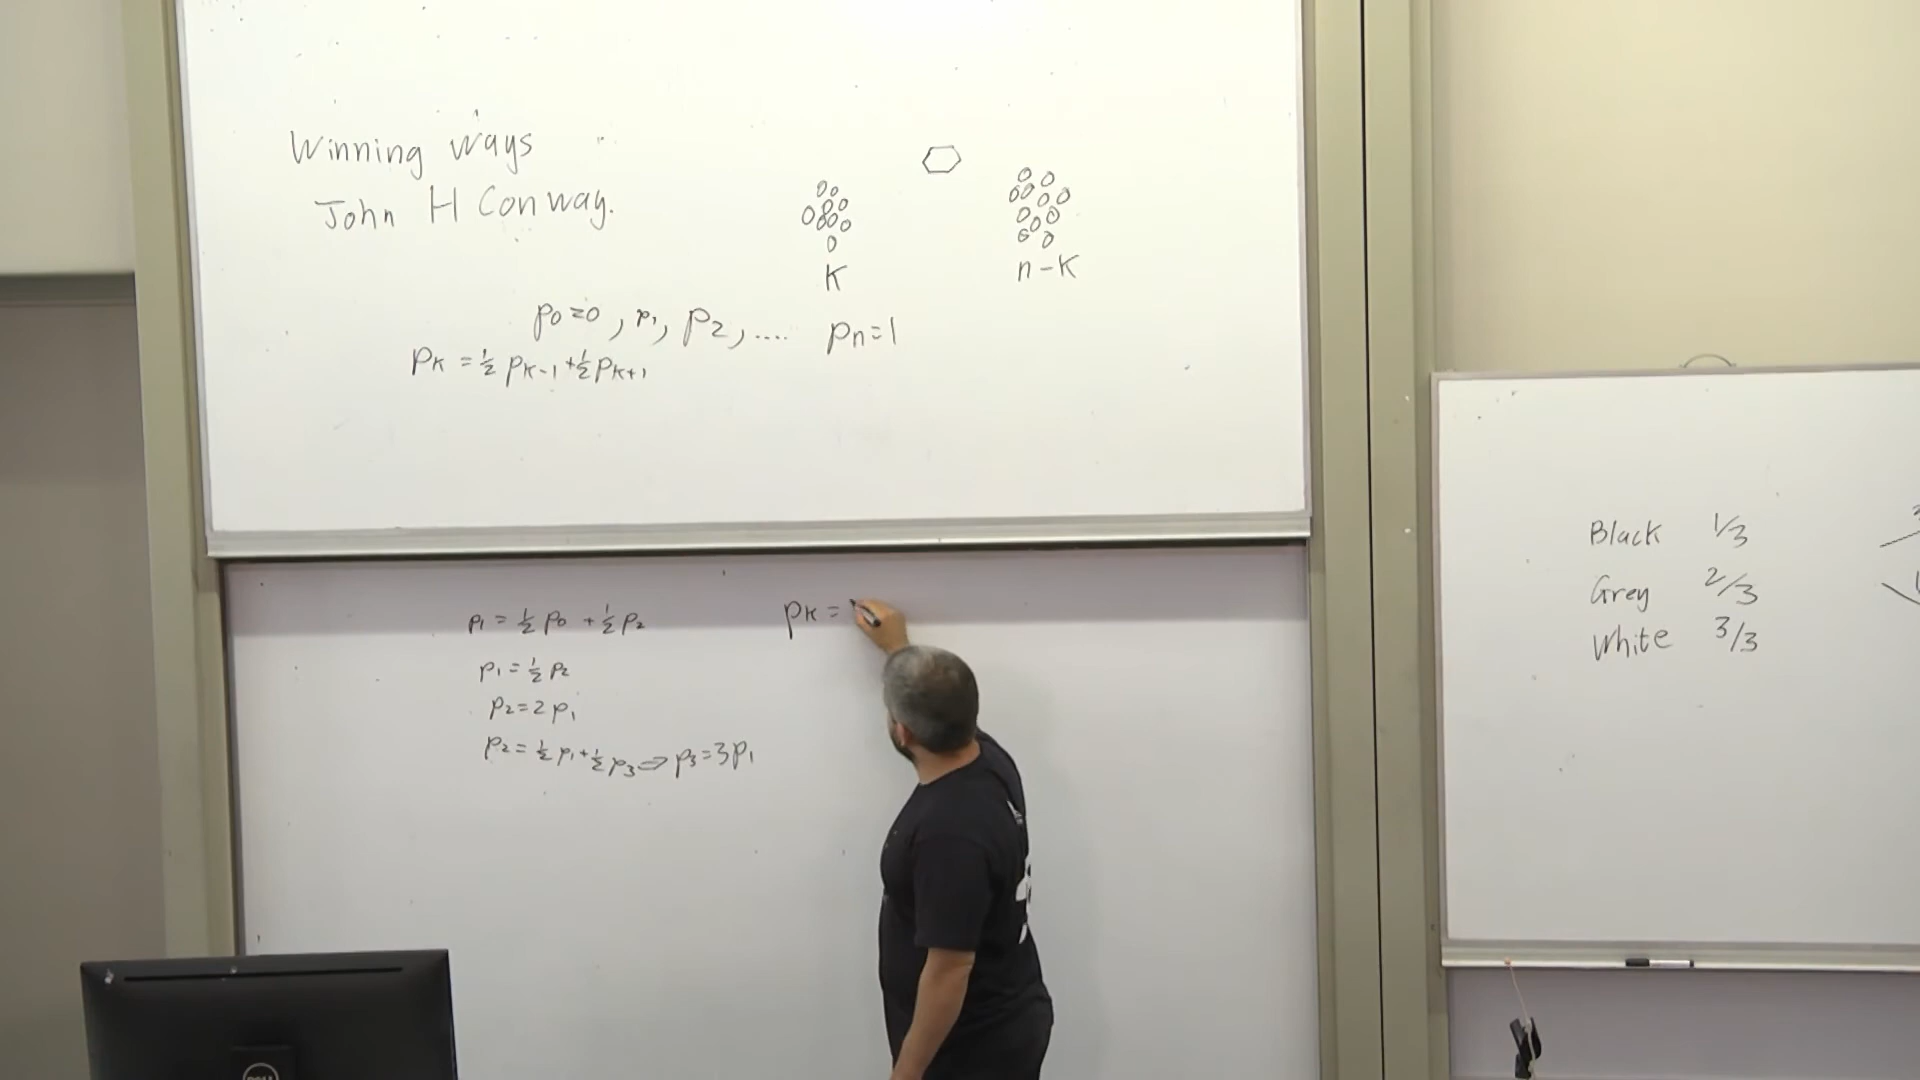 Winning ways
John H Conway.
K
n-K
p0=0, p1, p2, .... pn=1
pK = 1/2 pK-1 + 1/2 pK+1
p1 = 1/2 p0 + 1/2 p2
p1 = 1/2 p2
p2 = 2 p1
p2 = 1/2 p1 + 1/2 p3 => p3 = 3p1
pK =
Black 1/3
Grey 2/3
White 3/3
DELL